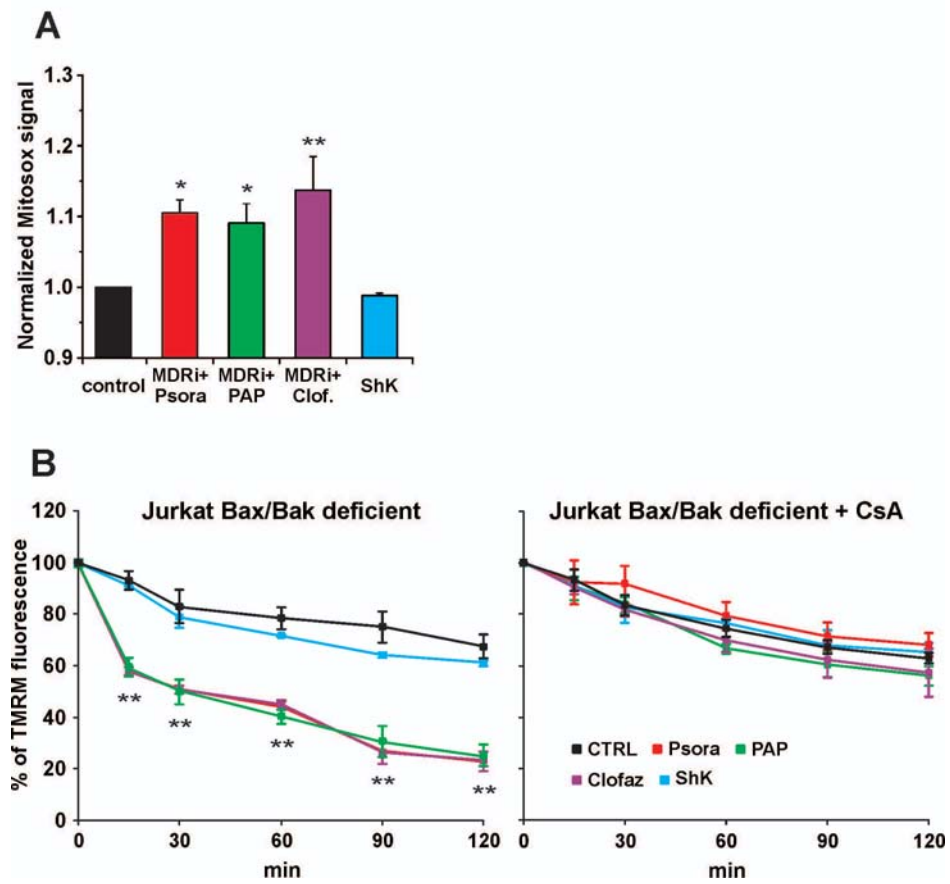 A
Normalized Mitosox signal
1.3
1.2
1.1
1.0
0.9
*
*
**
control
MDRi+
Psora
MDRi+
PAP
MDRi+
Clof.
ShK
B
Jurkat Bax/Bak deficient
% of TMRM fluorescence
120
100
80
60
40
20
0
**
**
**
**
**
0
30
60
90
120
min
Jurkat Bax/Bak deficient + CsA
CTRL
Psora
PAP
Clofaz
ShK
0
30
60
90
120
min